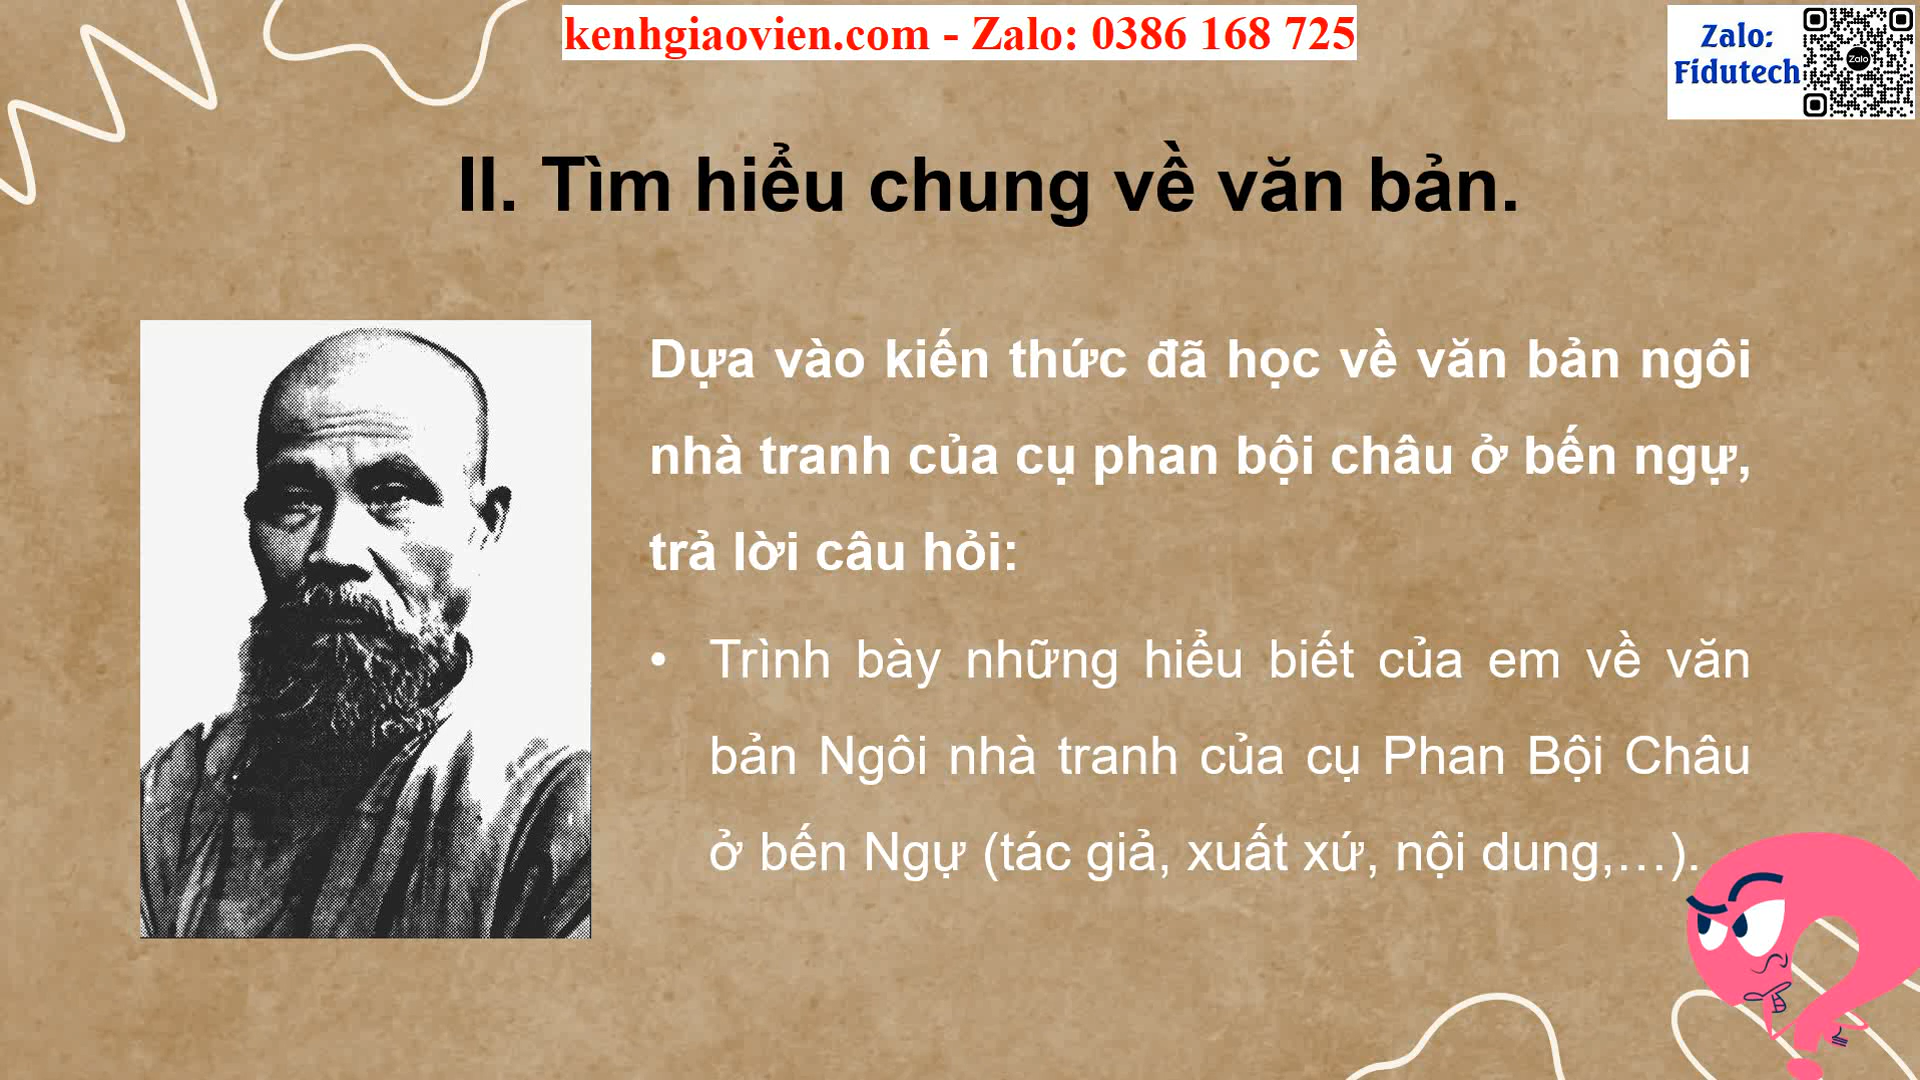 kenhgiaovien.com - Zalo: 0386 168 725
Zalo:
Fidutech
Zalo
II. Tìm hiểu chung về văn bản.
Dựa vào kiến thức đã học về văn bản ngôi
nhà tranh của cụ phan bội châu ở bến ngự,
trả lời câu hỏi:
• Trình bày những hiểu biết của em về văn
bản Ngôi nhà tranh của cụ Phan Bội Châu
ở bến Ngự (tác giả, xuất xứ, nội dung,…).